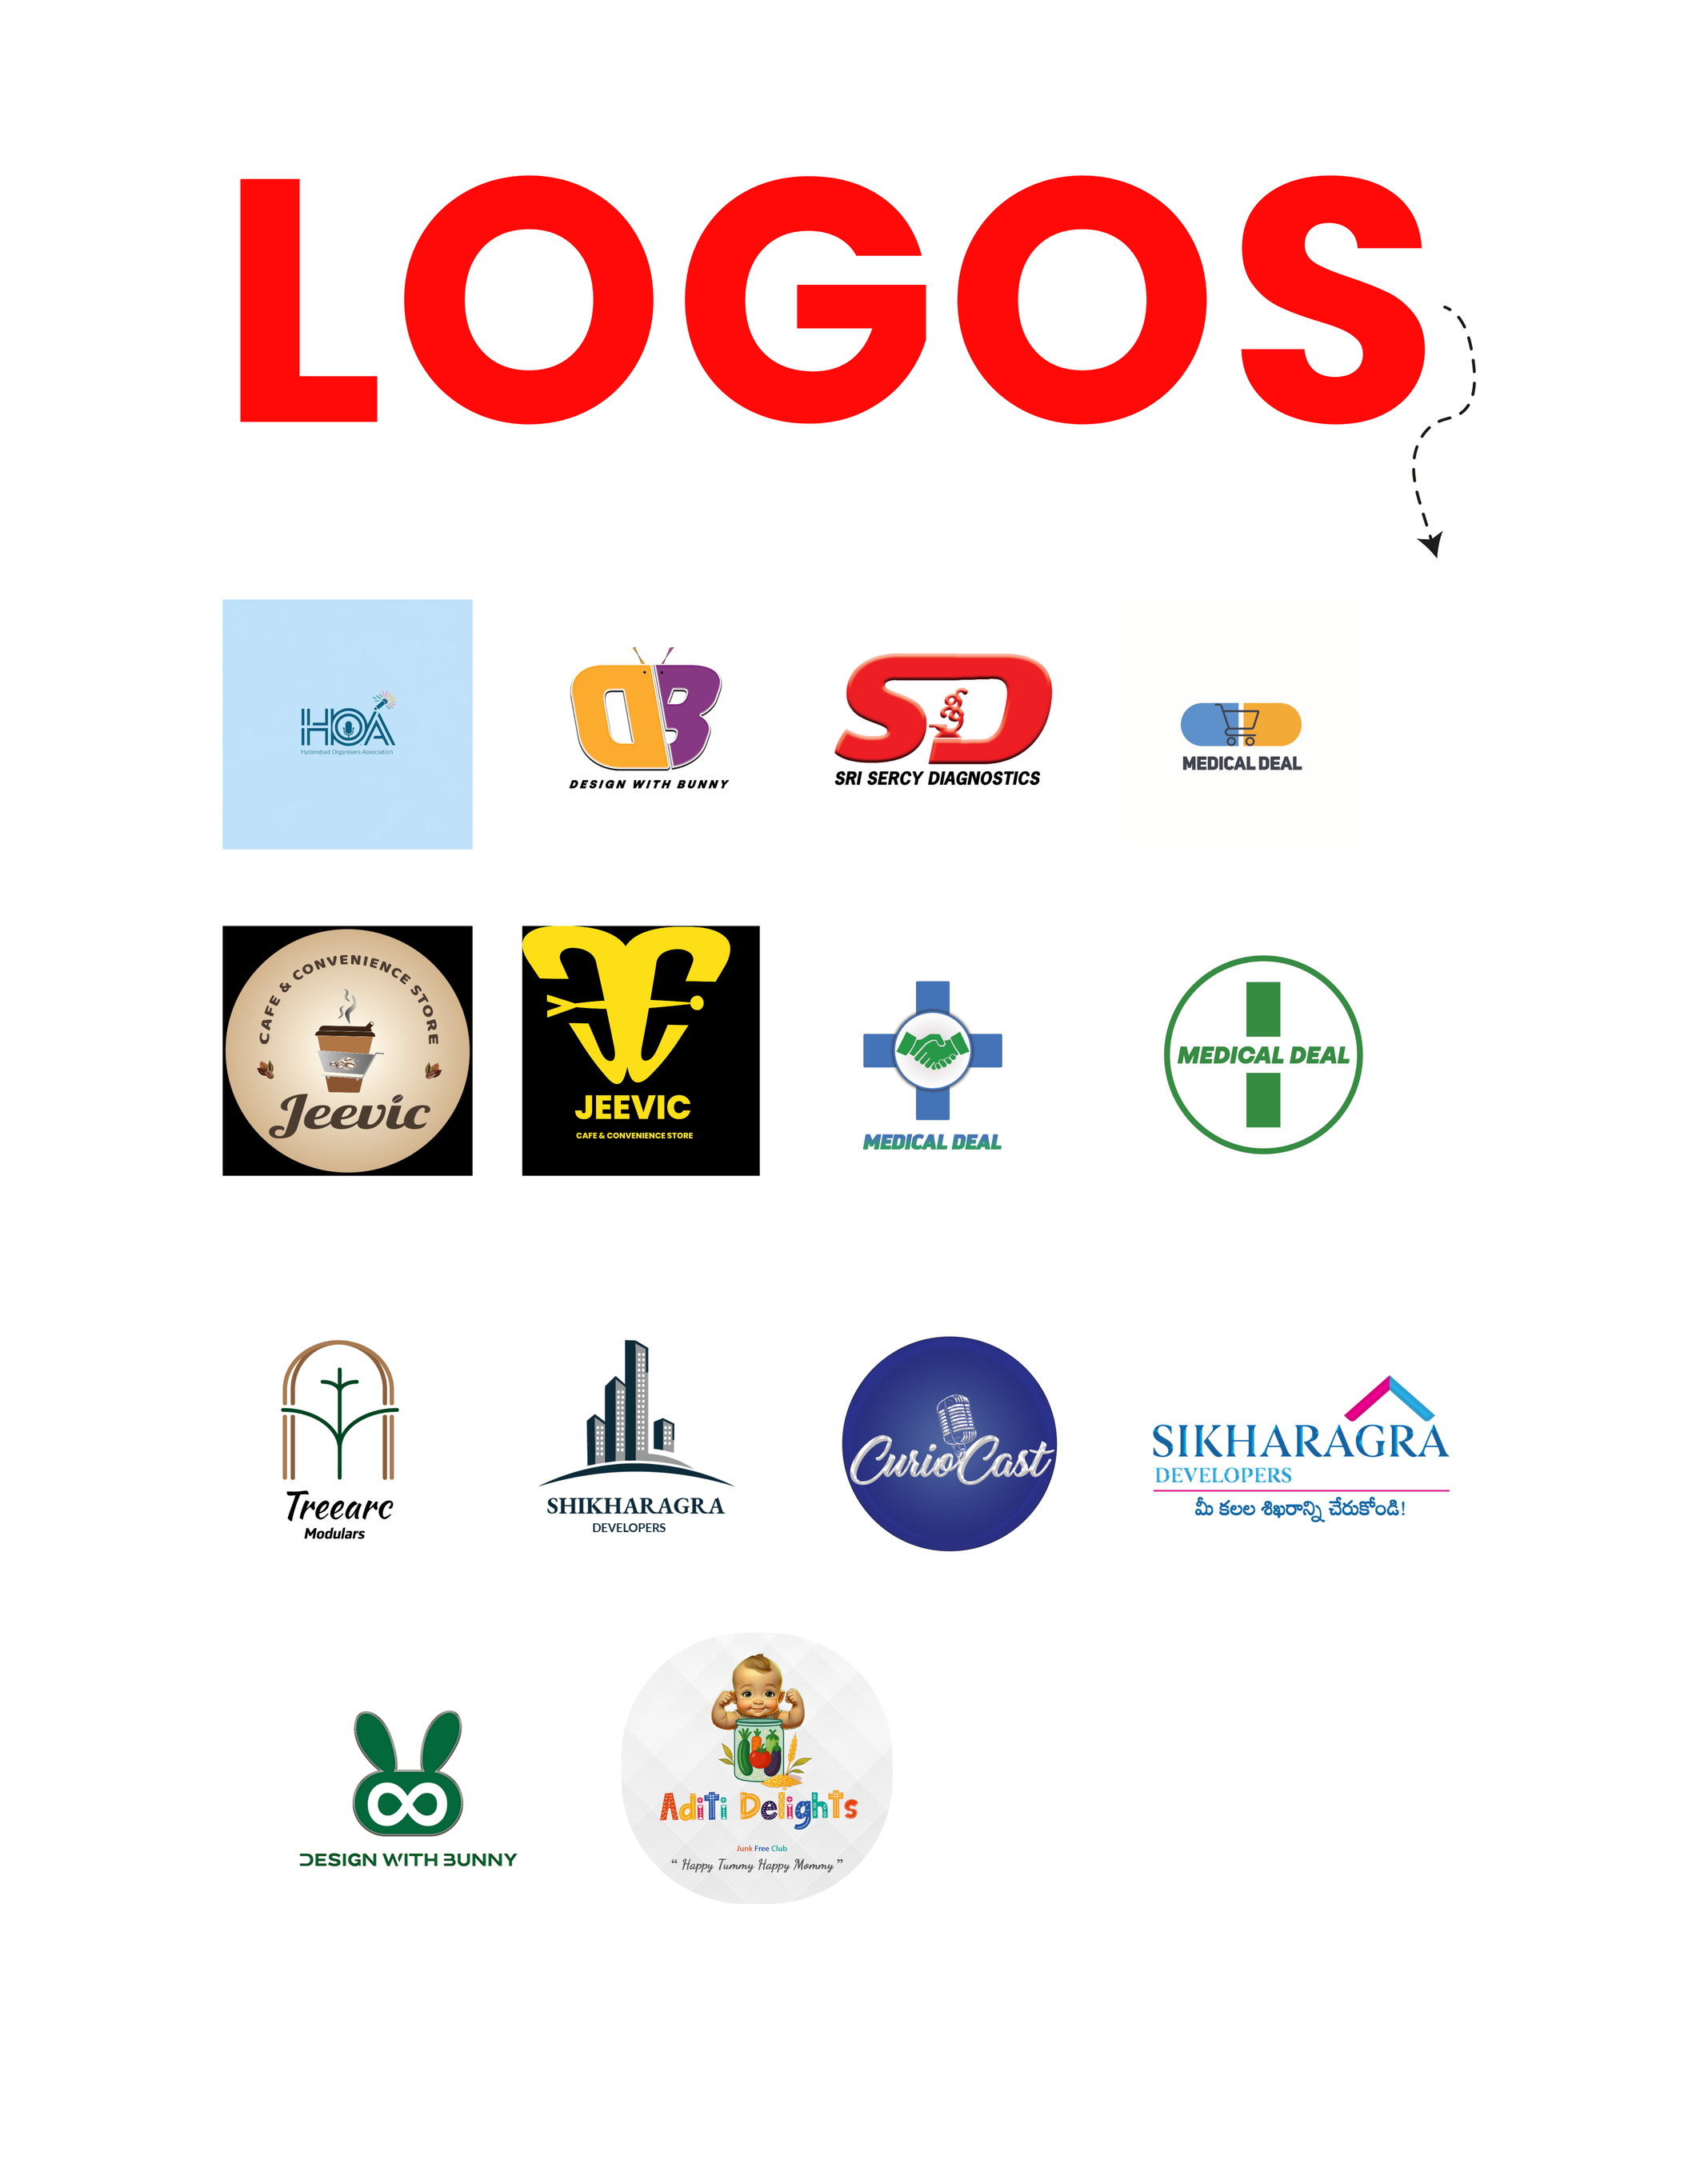 LOGOS
HOA
Hyderabad Organisers Association
DB
DESIGN WITH BUNNY
SD
శ్రీ
SRI SERCY DIAGNOSTICS
MEDICAL DEAL
CAFE & CONVENIENCE STORE
Jeevic
JEEVIC
CAFE & CONVENIENCE STORE
MEDICAL DEAL
MEDICAL DEAL
Treearc
Modulars
SHIKHARAGRA
DEVELOPERS
CurioCast
SIKHARAGRA
DEVELOPERS
మీ కలల శిఖరాన్ని చేరుకోండి!
DESIGN WITH BUNNY
Aditi Delights
Junk Free Club
“ Happy Tummy Happy Mommy ”